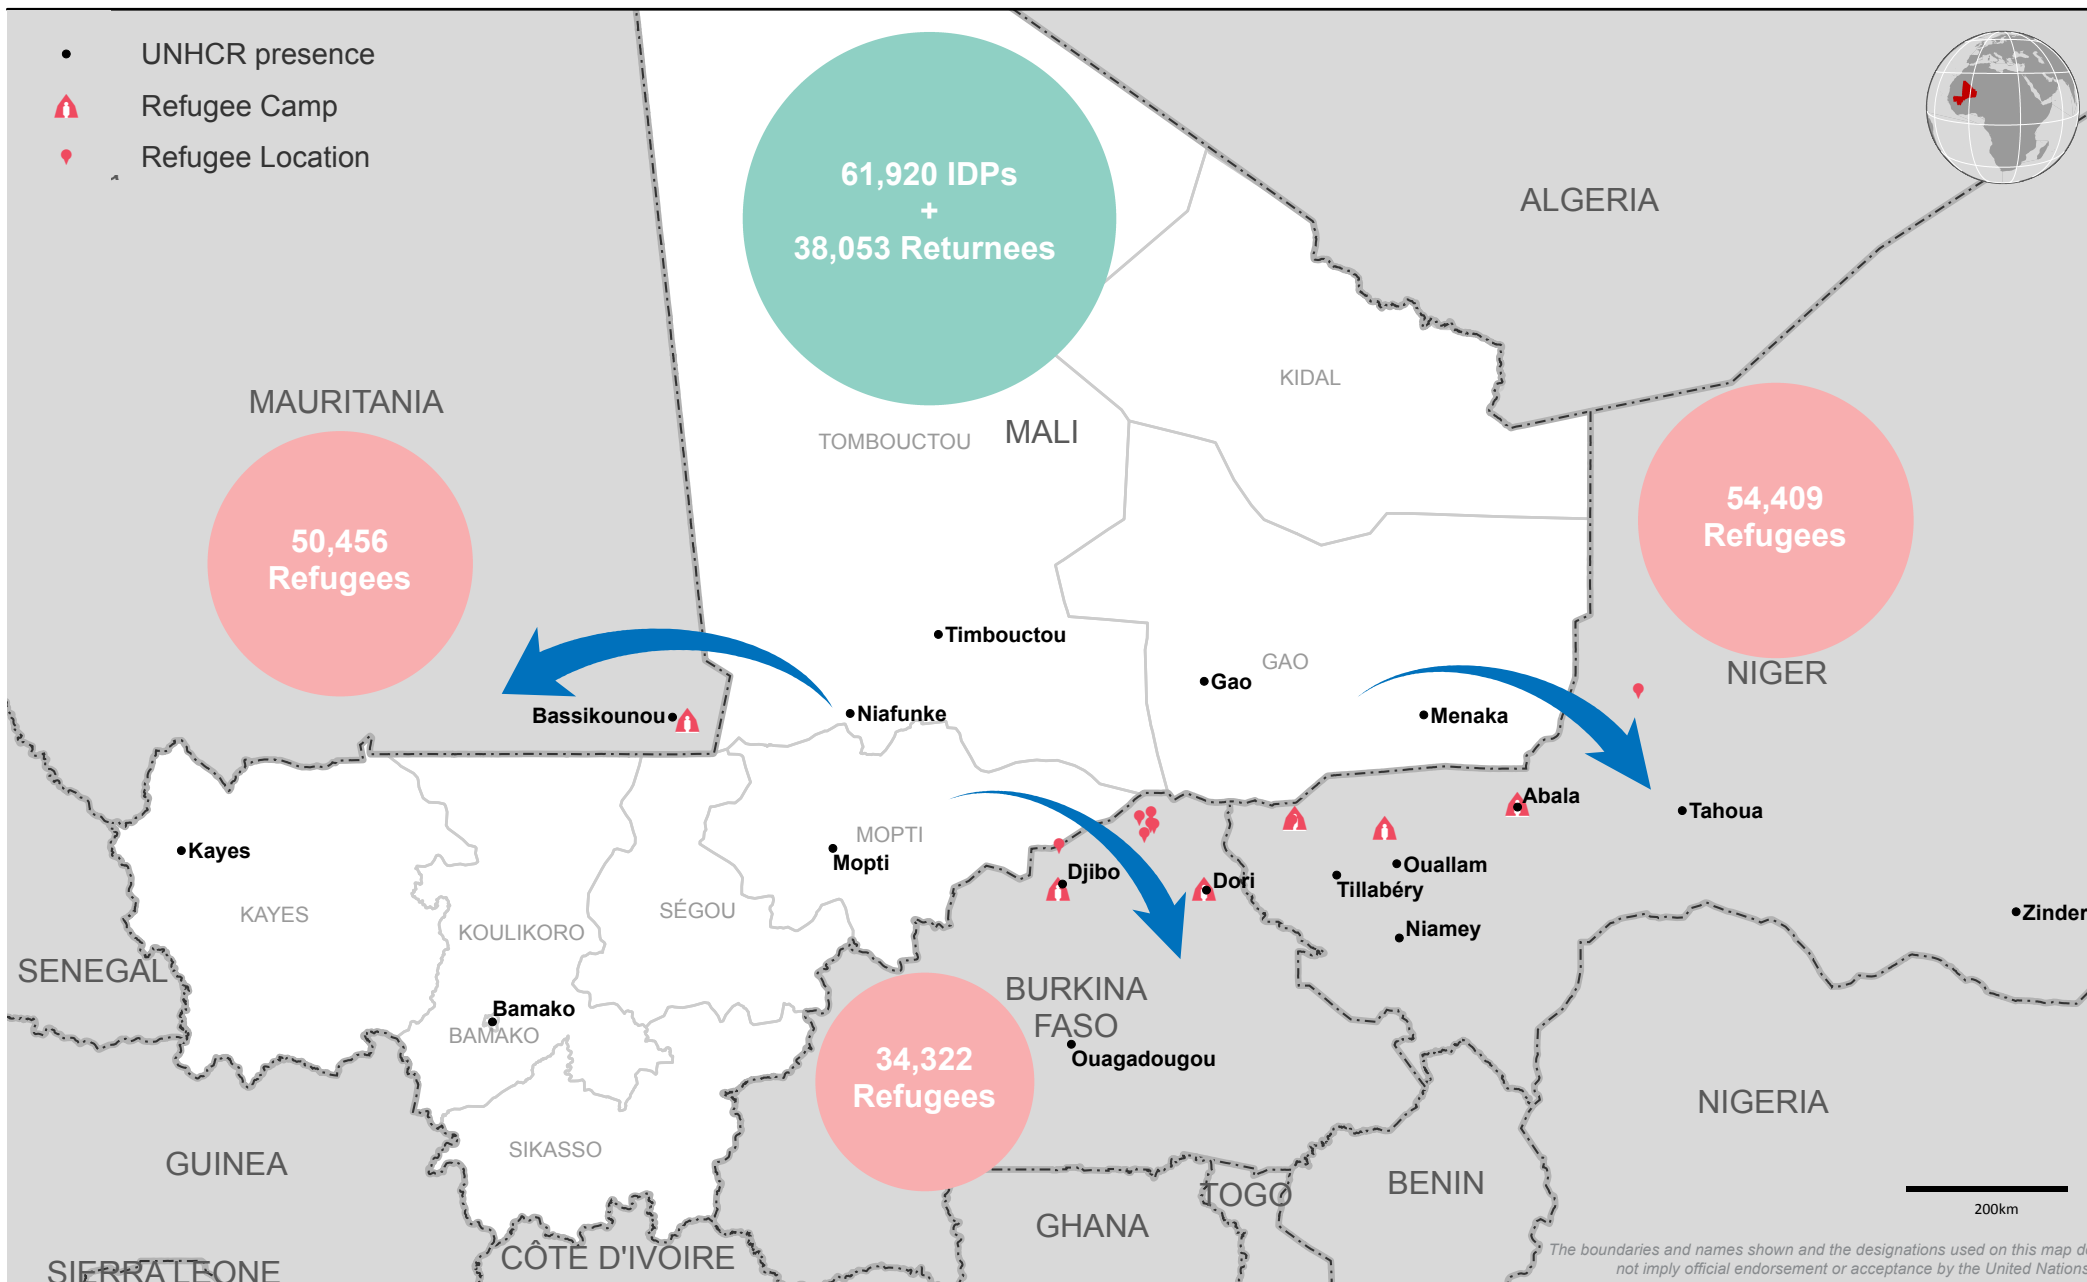 UNHCR presence
Refugee Camp
Refugee Location
61,920 IDPs
+
38,053 Returnees
ALGERIA
KIDAL
MAURITANIA
TOMBOUCTOU
MALI
50,456
Refugees
54,409
Refugees
Timbouctou
GAO
Gao
NIGER
Bassikounou
Niafunke
Menaka
Abala
Tahoua
Kayes
MOPTI
Mopti
Djibo
Dori
Ouallam
Tillabéry
Niamey
Zinder
KAYES
SÉGOU
KOULIKORO
SENEGAL
Bamako
BAMAKO
BURKINA
FASO
Ouagadougou
34,322
Refugees
NIGERIA
SIKASSO
GUINEA
BENIN
TOGO
GHANA
200km
CÔTE D'IVOIRE
SIERRA LEONE
The boundaries and names shown and the designations used on this map do
not imply official endorsement or acceptance by the United Nations